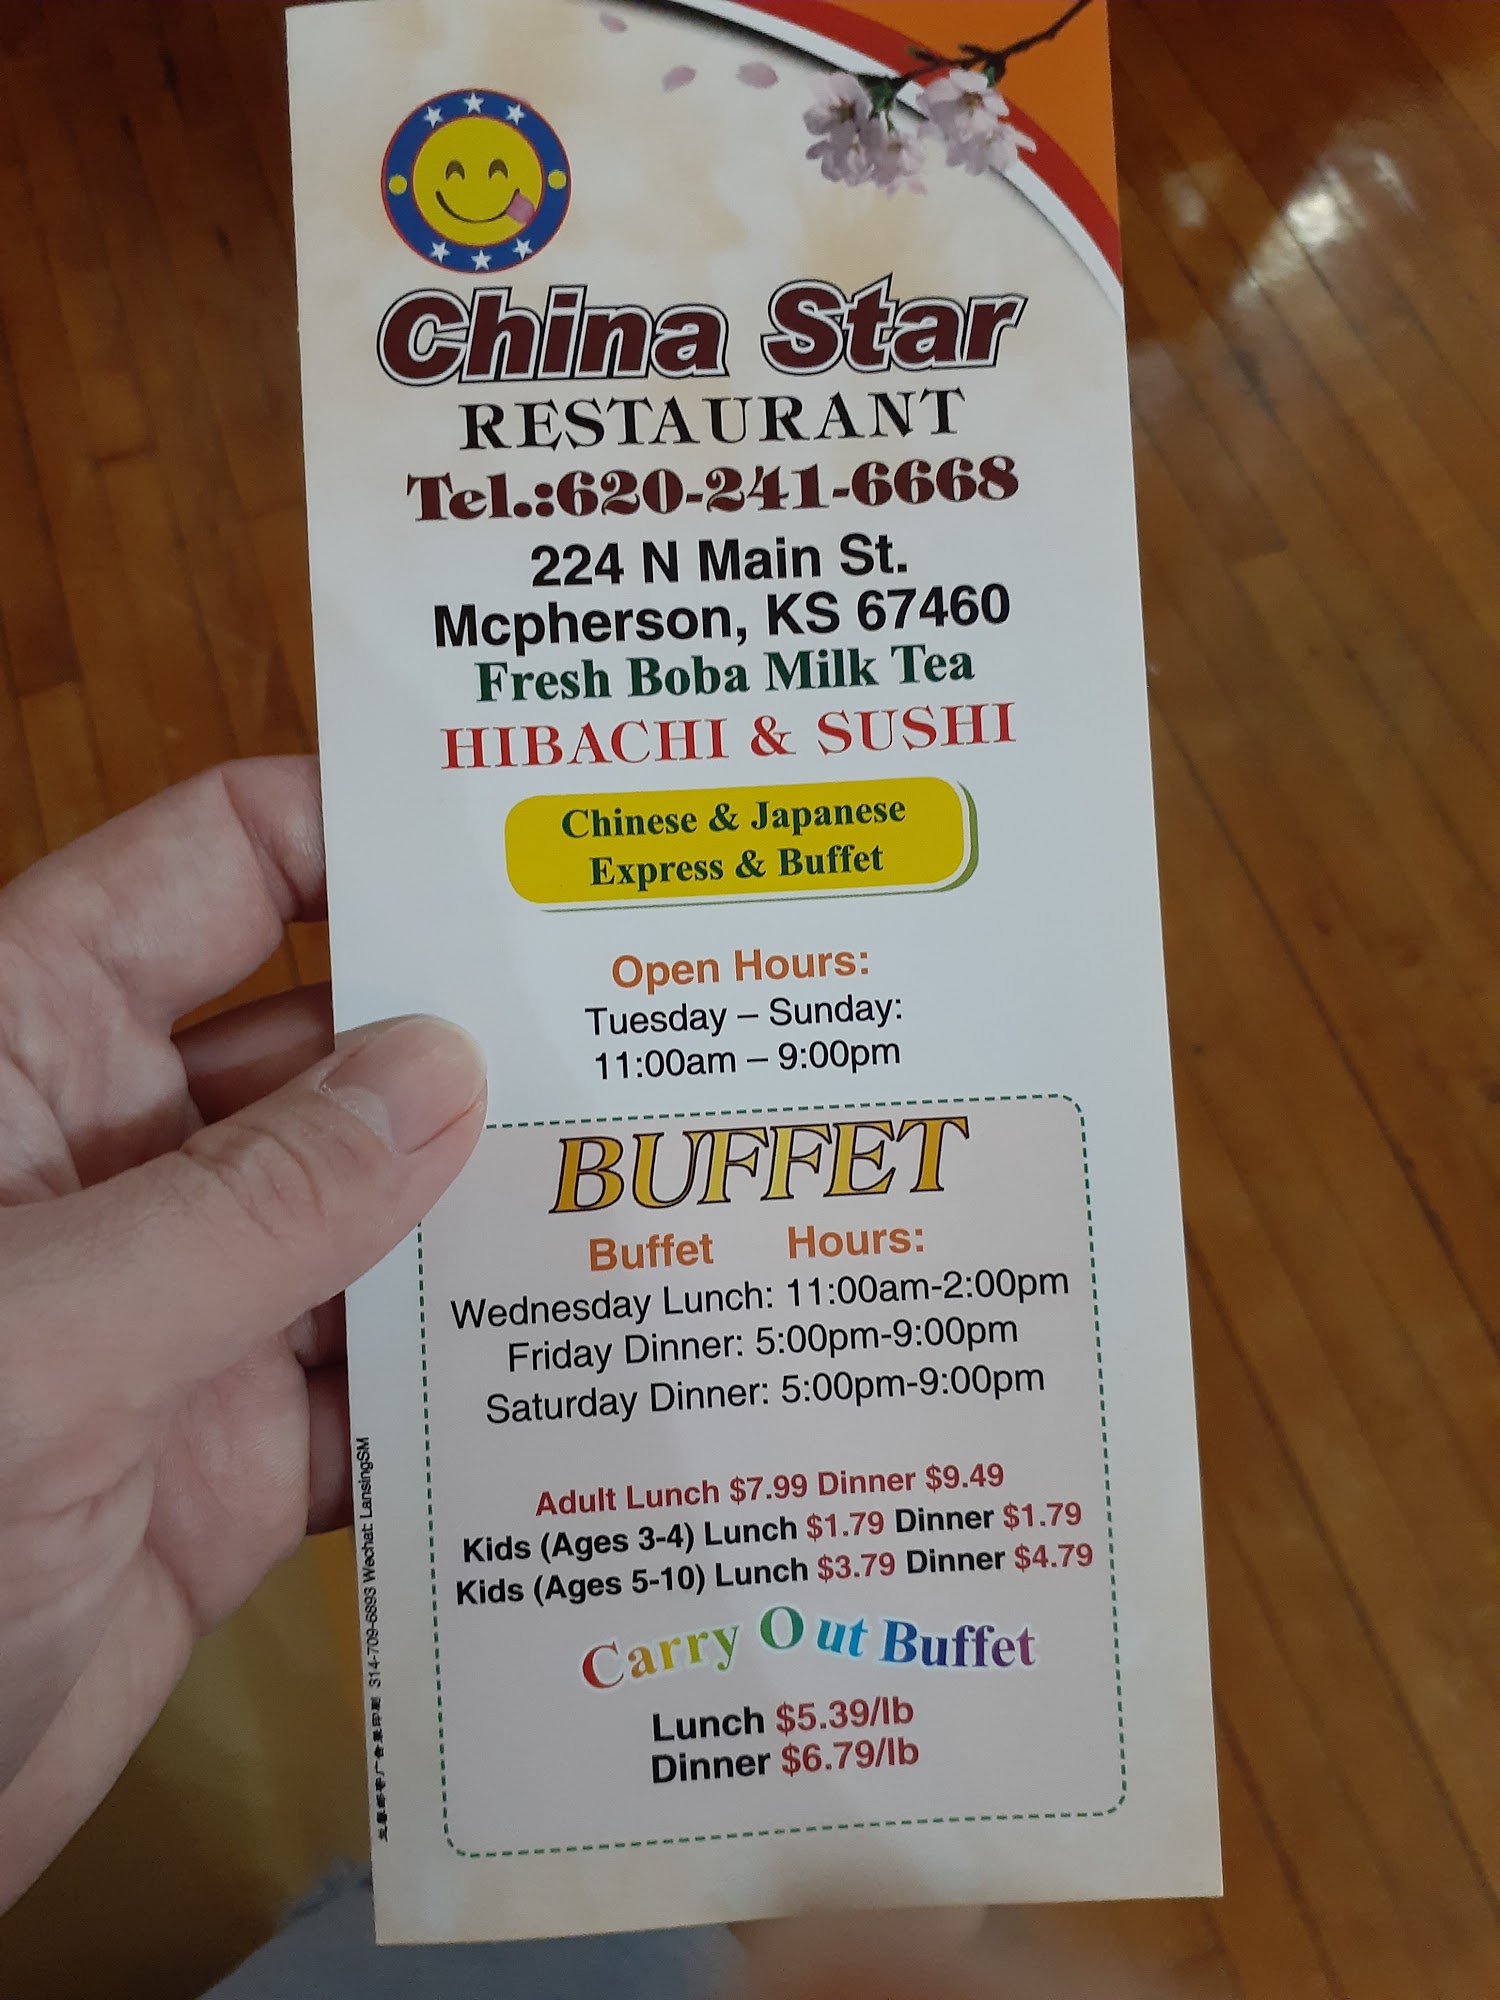 China Star
RESTAURANT
Tel.:620-241-6668
224 N Main St.
Mcpherson, KS 67460
Fresh Boba Milk Tea
HIBACHI & SUSHI
Chinese & Japanese
Express & Buffet
Open Hours:
Tuesday – Sunday:
11:00am – 9:00pm
BUFFET
Buffet Hours:
Wednesday Lunch: 11:00am-2:00pm
Friday Dinner: 5:00pm-9:00pm
Saturday Dinner: 5:00pm-9:00pm
Adult Lunch $7.99 Dinner $9.49
Kids (Ages 3-4) Lunch $1.79 Dinner $1.79
Kids (Ages 5-10) Lunch $3.79 Dinner $4.79
Carry Out Buffet
Lunch $5.39/lb
Dinner $6.79/lb
314-709-6893 Wechat: LansingSM